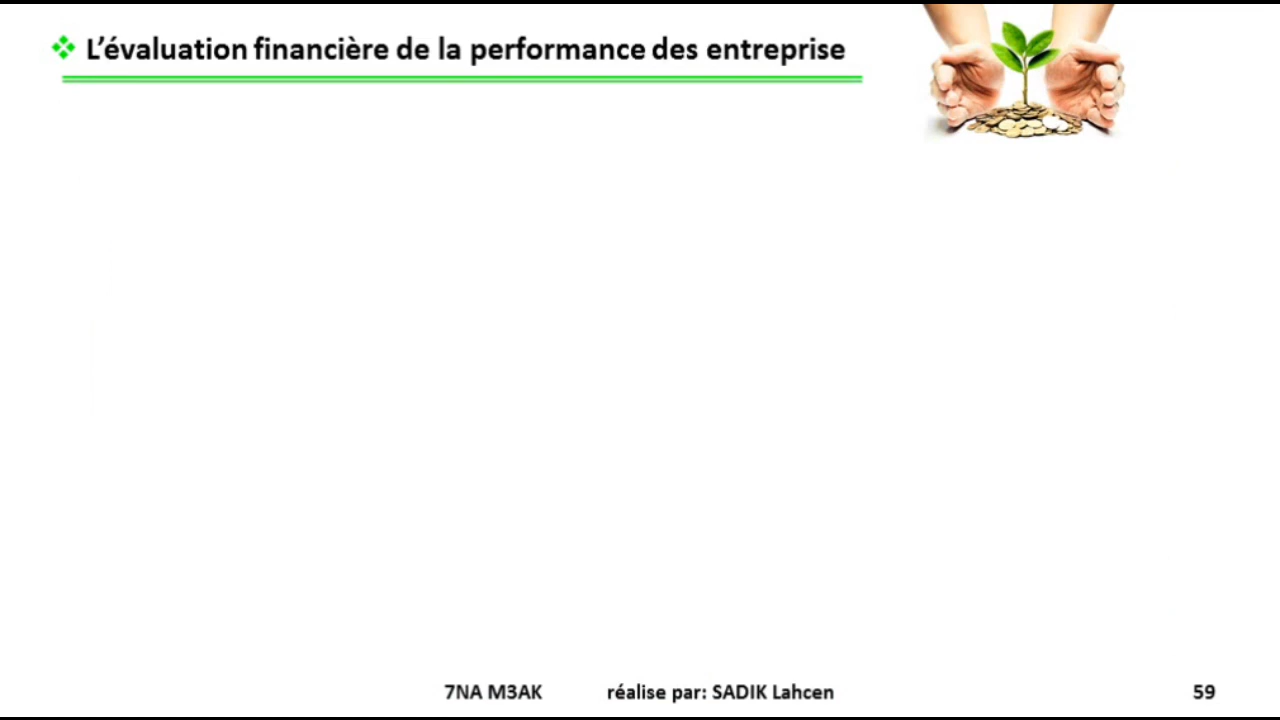 L’évaluation financière de la performance des entreprise
7NA M3AK réalise par: SADIK Lahcen 59